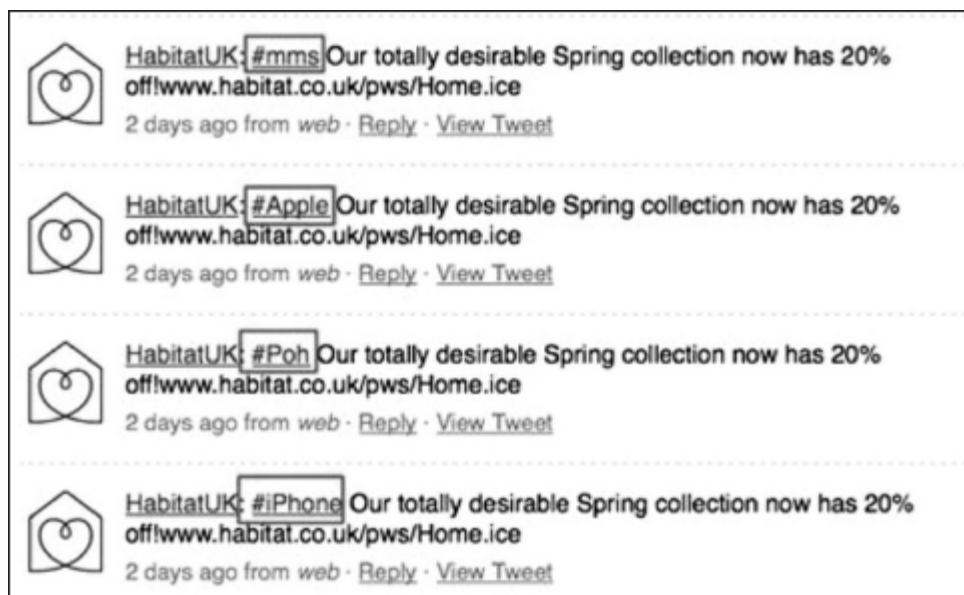 HabitatUK: #mms Our totally desirable Spring collection now has 20%
off!www.habitat.co.uk/pws/Home.ice
2 days ago from web · Reply · View Tweet
HabitatUK: #Apple Our totally desirable Spring collection now has 20%
off!www.habitat.co.uk/pws/Home.ice
2 days ago from web · Reply · View Tweet
HabitatUK: #Poh Our totally desirable Spring collection now has 20%
off!www.habitat.co.uk/pws/Home.ice
2 days ago from web · Reply · View Tweet
HabitatUK: #iPhone Our totally desirable Spring collection now has 20%
off!www.habitat.co.uk/pws/Home.ice
2 days ago from web · Reply · View Tweet